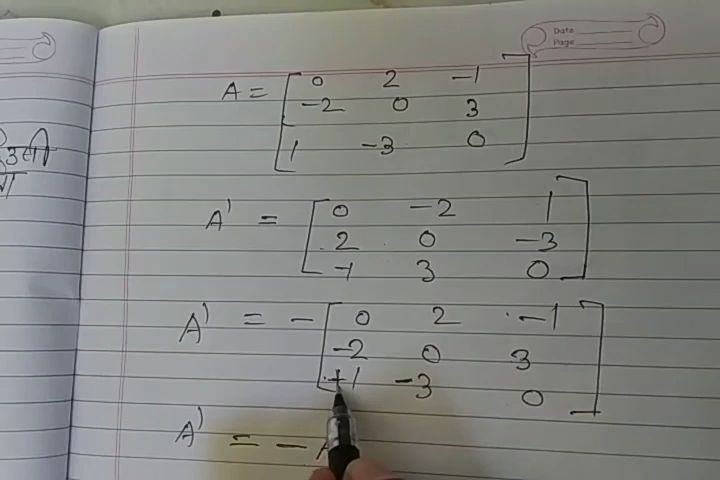 Date
Page
A = [ 0 2 -1
-2 0 3
1 -3 0 ]
A' = [ 0 -2 1
2 0 -3
-1 3 0 ]
A' = - [ 0 2 -1
-2 0 3
+1 -3 0 ]
A' = -